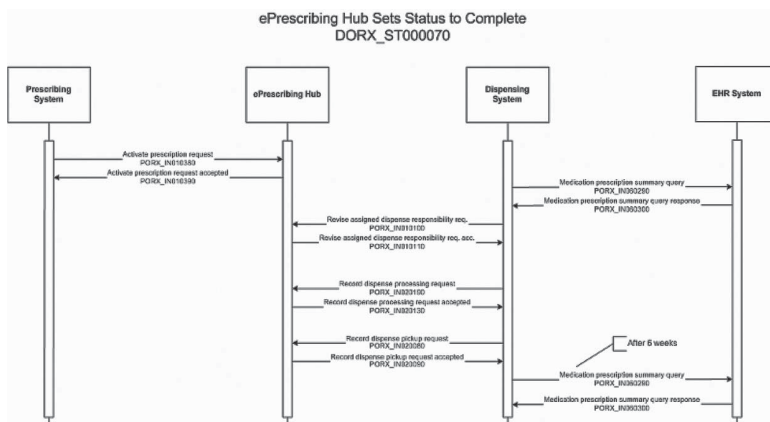 ePrescribing Hub Sets Status to Complete
DORX_ST000070
Prescribing
System
ePrescribing Hub
Dispensing
System
EHR System
Activate prescription request
PORX_IN010380
Activate prescription request accepted
PORX_IN010390
Medication prescription summary query
PORX_IN060290
Medication prescription summary query response
PORX_IN060300
Revise assigned dispense responsibility req.
PORX_IN010100
Revise assigned dispense responsibility req. acc.
PORX_IN010110
Record dispense processing request
PORX_IN020190
Record dispense processing request accepted
PORX_IN020130
Record dispense pickup request
PORX_IN020080
Record dispense pickup request accepted
PORX_IN020090
After 6 weeks
Medication prescription summary query
PORX_IN060290
Medication prescription summary query response
PORX_IN060300